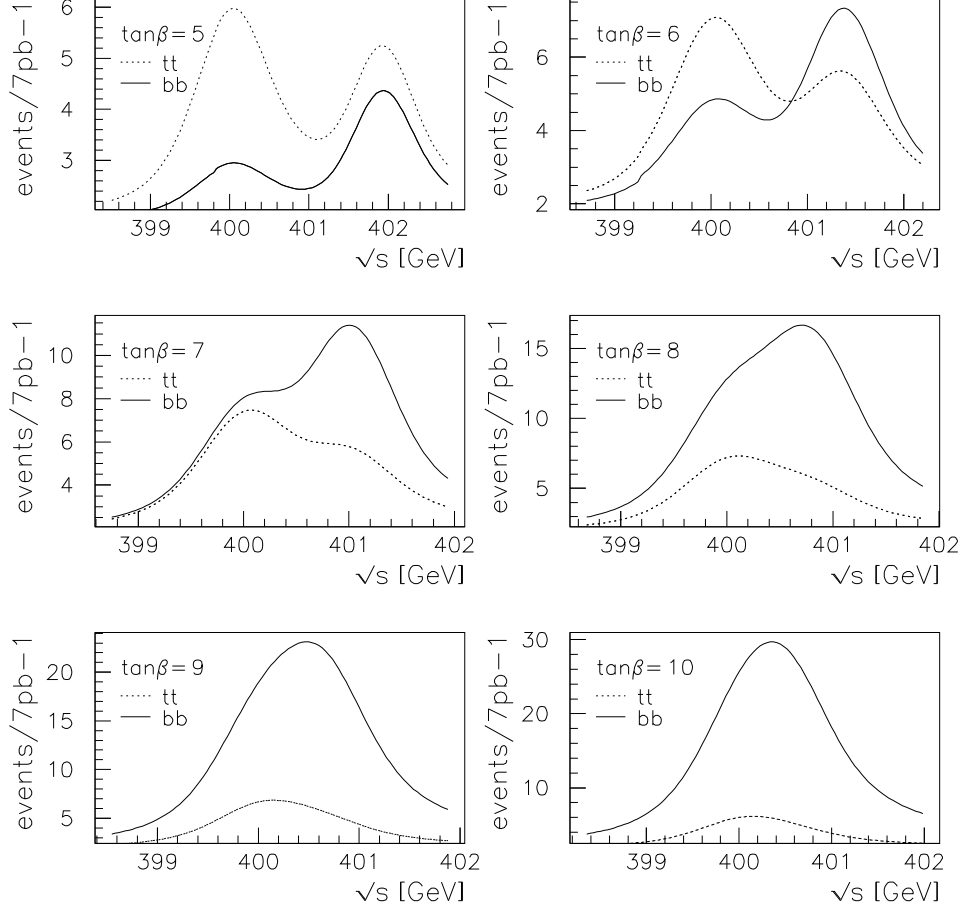 events/7pb-1
6
5
4
3
tanβ=5
tt
bb
399
400
401
402
√s [GeV]
events/7pb-1
6
4
2
tanβ=6
tt
bb
399
400
401
402
√s [GeV]
events/7pb-1
10
8
6
4
tanβ=7
tt
bb
399
400
401
402
√s [GeV]
events/7pb-1
15
10
5
tanβ=8
tt
bb
399
400
401
402
√s [GeV]
events/7pb-1
20
15
10
5
tanβ=9
tt
bb
399
400
401
402
√s [GeV]
events/7pb-1
30
20
10
tanβ=10
tt
bb
399
400
401
402
√s [GeV]